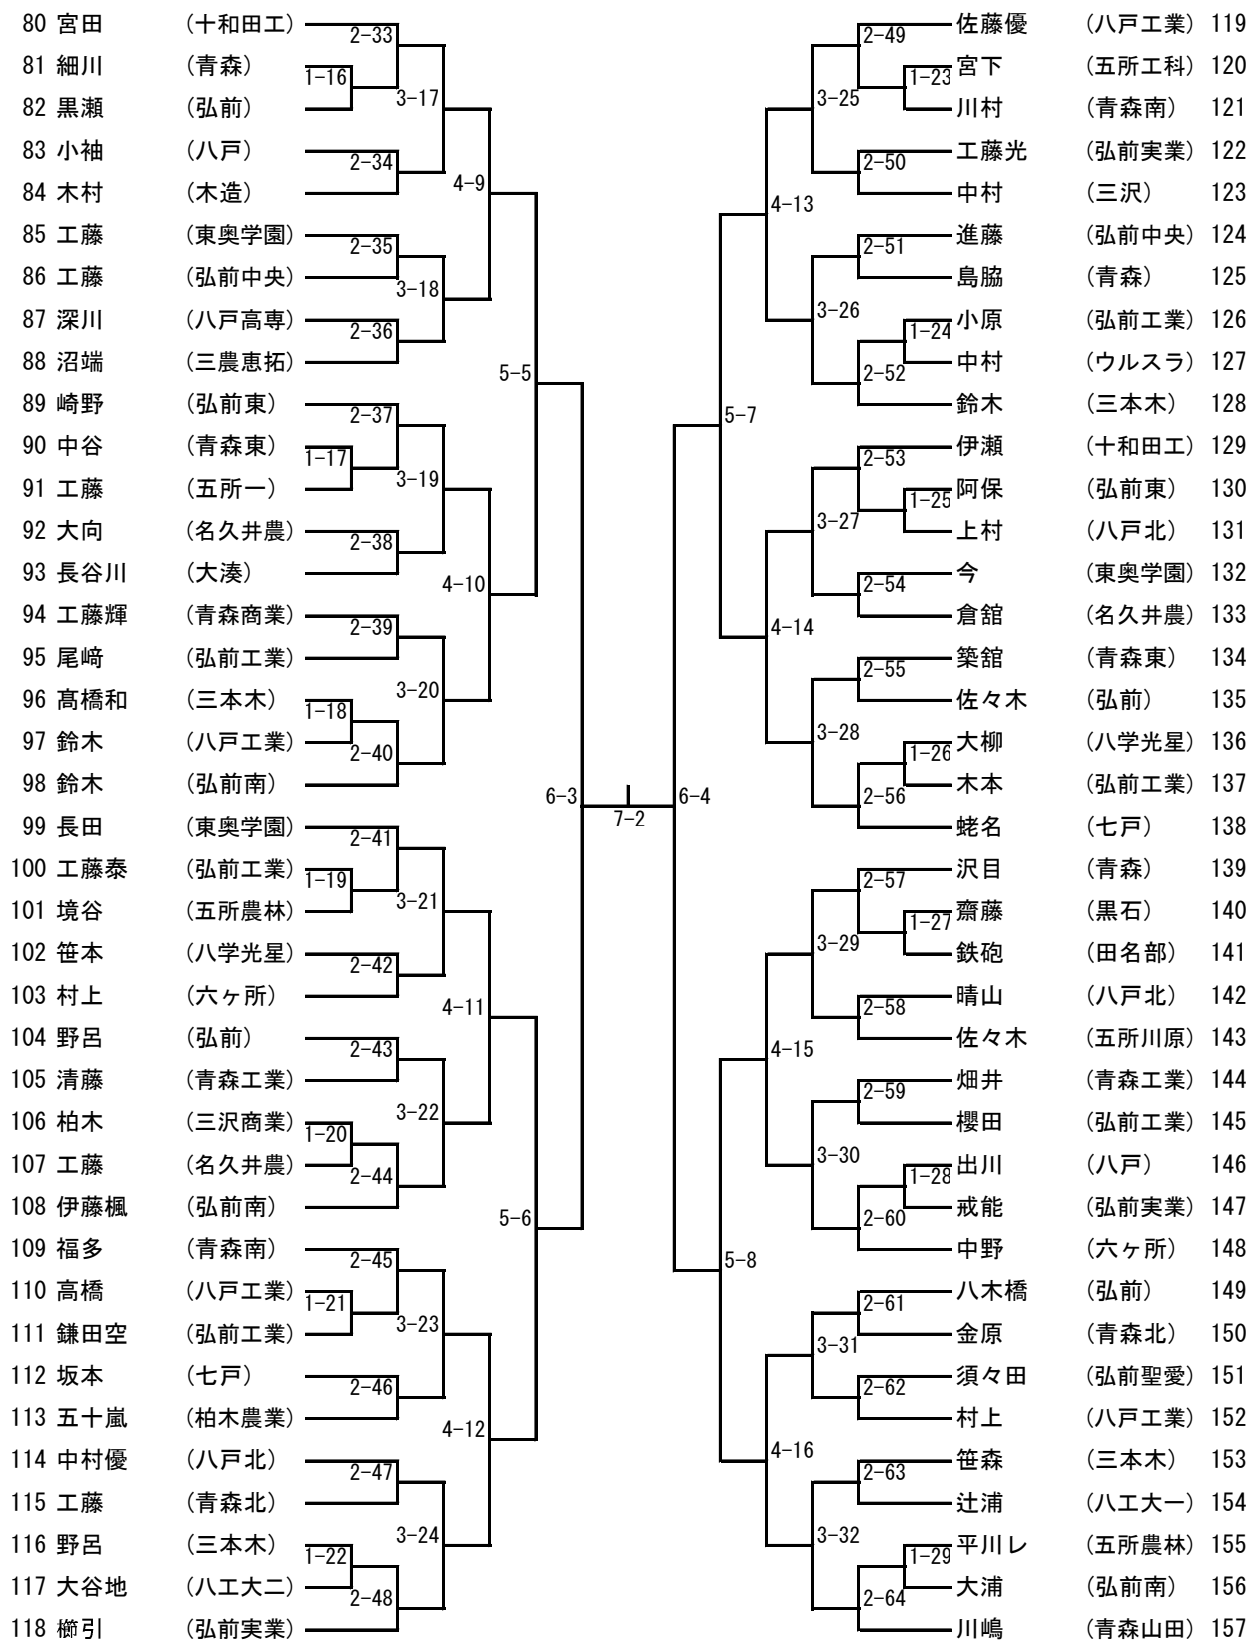 80 宮田 (十和田工)
81 細川 (青森)
82 黒瀬 (弘前)
83 小袖 (八戸)
84 木村 (木造)
85 工藤 (東奥学園)
86 工藤 (弘前中央)
87 深川 (八戸高専)
88 沼端 (三農恵拓)
89 崎野 (弘前東)
90 中谷 (青森東)
91 工藤 (五所一)
92 大向 (名久井農)
93 長谷川 (大湊)
94 工藤輝 (青森商業)
95 尾﨑 (弘前工業)
96 髙橋和 (三本木)
97 鈴木 (八戸工業)
98 鈴木 (弘前南)
99 長田 (東奥学園)
100 工藤泰 (弘前工業)
101 境谷 (五所農林)
102 笹本 (八学光星)
103 村上 (六ヶ所)
104 野呂 (弘前)
105 清藤 (青森工業)
106 柏木 (三沢商業)
107 工藤 (名久井農)
108 伊藤楓 (弘前南)
109 福多 (青森南)
110 高橋 (八戸工業)
111 鎌田空 (弘前工業)
112 坂本 (七戸)
113 五十嵐 (柏木農業)
114 中村優 (八戸北)
115 工藤 (青森北)
116 野呂 (三本木)
117 大谷地 (八工大二)
118 櫛引 (弘前実業)
1-16
1-17
1-18
1-19
1-20
1-21
1-22
2-33
2-34
2-35
2-36
2-37
2-38
2-39
2-40
2-41
2-42
2-43
2-44
2-45
2-46
2-47
2-48
3-17
3-18
3-19
3-20
3-21
3-22
3-23
3-24
4-9
4-10
4-11
4-12
5-5
5-6
6-3
7-2
6-4
5-7
5-8
4-13
4-14
4-15
4-16
3-25
3-26
3-27
3-28
3-29
3-30
3-31
3-32
2-49
2-50
2-51
2-52
2-53
2-54
2-55
2-56
2-57
2-58
2-59
2-60
2-61
2-62
2-63
2-64
1-23
1-24
1-25
1-26
1-27
1-28
1-29
佐藤優 (八戸工業) 119
宮下 (五所工科) 120
川村 (青森南) 121
工藤光 (弘前実業) 122
中村 (三沢) 123
進藤 (弘前中央) 124
島脇 (青森) 125
小原 (弘前工業) 126
中村 (ウルスラ) 127
鈴木 (三本木) 128
伊瀬 (十和田工) 129
阿保 (弘前東) 130
上村 (八戸北) 131
今 (東奥学園) 132
倉舘 (名久井農) 133
築舘 (青森東) 134
佐々木 (弘前) 135
大柳 (八学光星) 136
木本 (弘前工業) 137
蛯名 (七戸) 138
沢目 (青森) 139
齋藤 (黒石) 140
鉄砲 (田名部) 141
晴山 (八戸北) 142
佐々木 (五所川原) 143
畑井 (青森工業) 144
櫻田 (弘前工業) 145
出川 (八戸) 146
戒能 (弘前実業) 147
中野 (六ヶ所) 148
八木橋 (弘前) 149
金原 (青森北) 150
須々田 (弘前聖愛) 151
村上 (八戸工業) 152
笹森 (三本木) 153
辻浦 (八工大一) 154
平川レ (五所農林) 155
大浦 (弘前南) 156
川嶋 (青森山田) 157